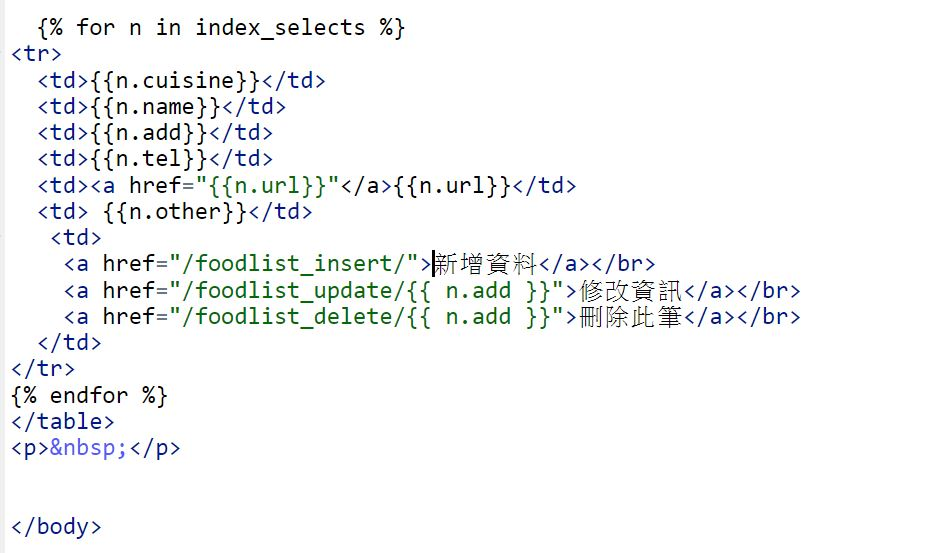 {% for n in index_selects %}
<tr>
<td>{{n.cuisine}}</td>
<td>{{n.name}}</td>
<td>{{n.add}}</td>
<td>{{n.tel}}</td>
<td><a href="{{n.url}}"</a>{{n.url}}</td>
<td> {{n.other}}</td>
<td>
<a href="/foodlist_insert/">新增資料</a></br>
<a href="/foodlist_update/{{ n.add }}">修改資訊</a></br>
<a href="/foodlist_delete/{{ n.add }}">刪除此筆</a></br>
</td>
</tr>
{% endfor %}
</table>
<p>&nbsp;</p>
</body>